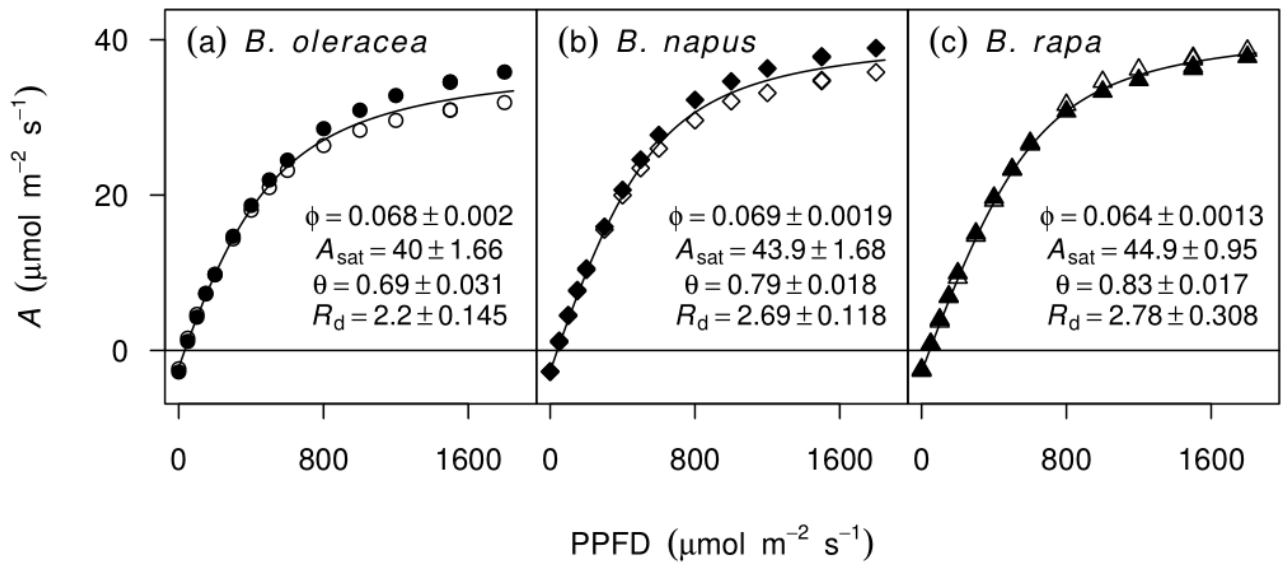 (a) B. oleracea
(b) B. napus
(c) B. rapa
A (μmol m⁻² s⁻¹)
40
20
0
ϕ = 0.068 ± 0.002
Asat = 40 ± 1.66
θ = 0.69 ± 0.031
Rd = 2.2 ± 0.145
ϕ = 0.069 ± 0.0019
Asat = 43.9 ± 1.68
θ = 0.79 ± 0.018
Rd = 2.69 ± 0.118
ϕ = 0.064 ± 0.0013
Asat = 44.9 ± 0.95
θ = 0.83 ± 0.017
Rd = 2.78 ± 0.308
0 800 1600
0 800 1600
0 800 1600
PPFD (μmol m⁻² s⁻¹)